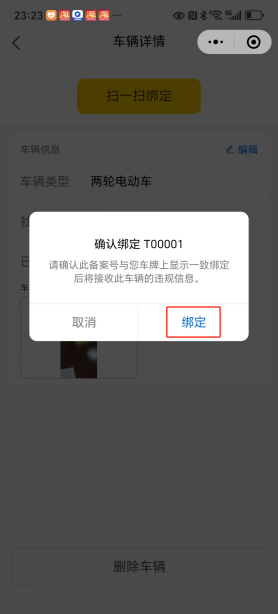 23:23
车辆详情
扫一扫绑定
车辆信息
编辑
车辆类型 两轮电动车
社
已
车
确认绑定 T00001
请确认此备案号与您车牌上显示一致绑定
后将接收此车辆的违规信息。
取消
绑定
删除车辆